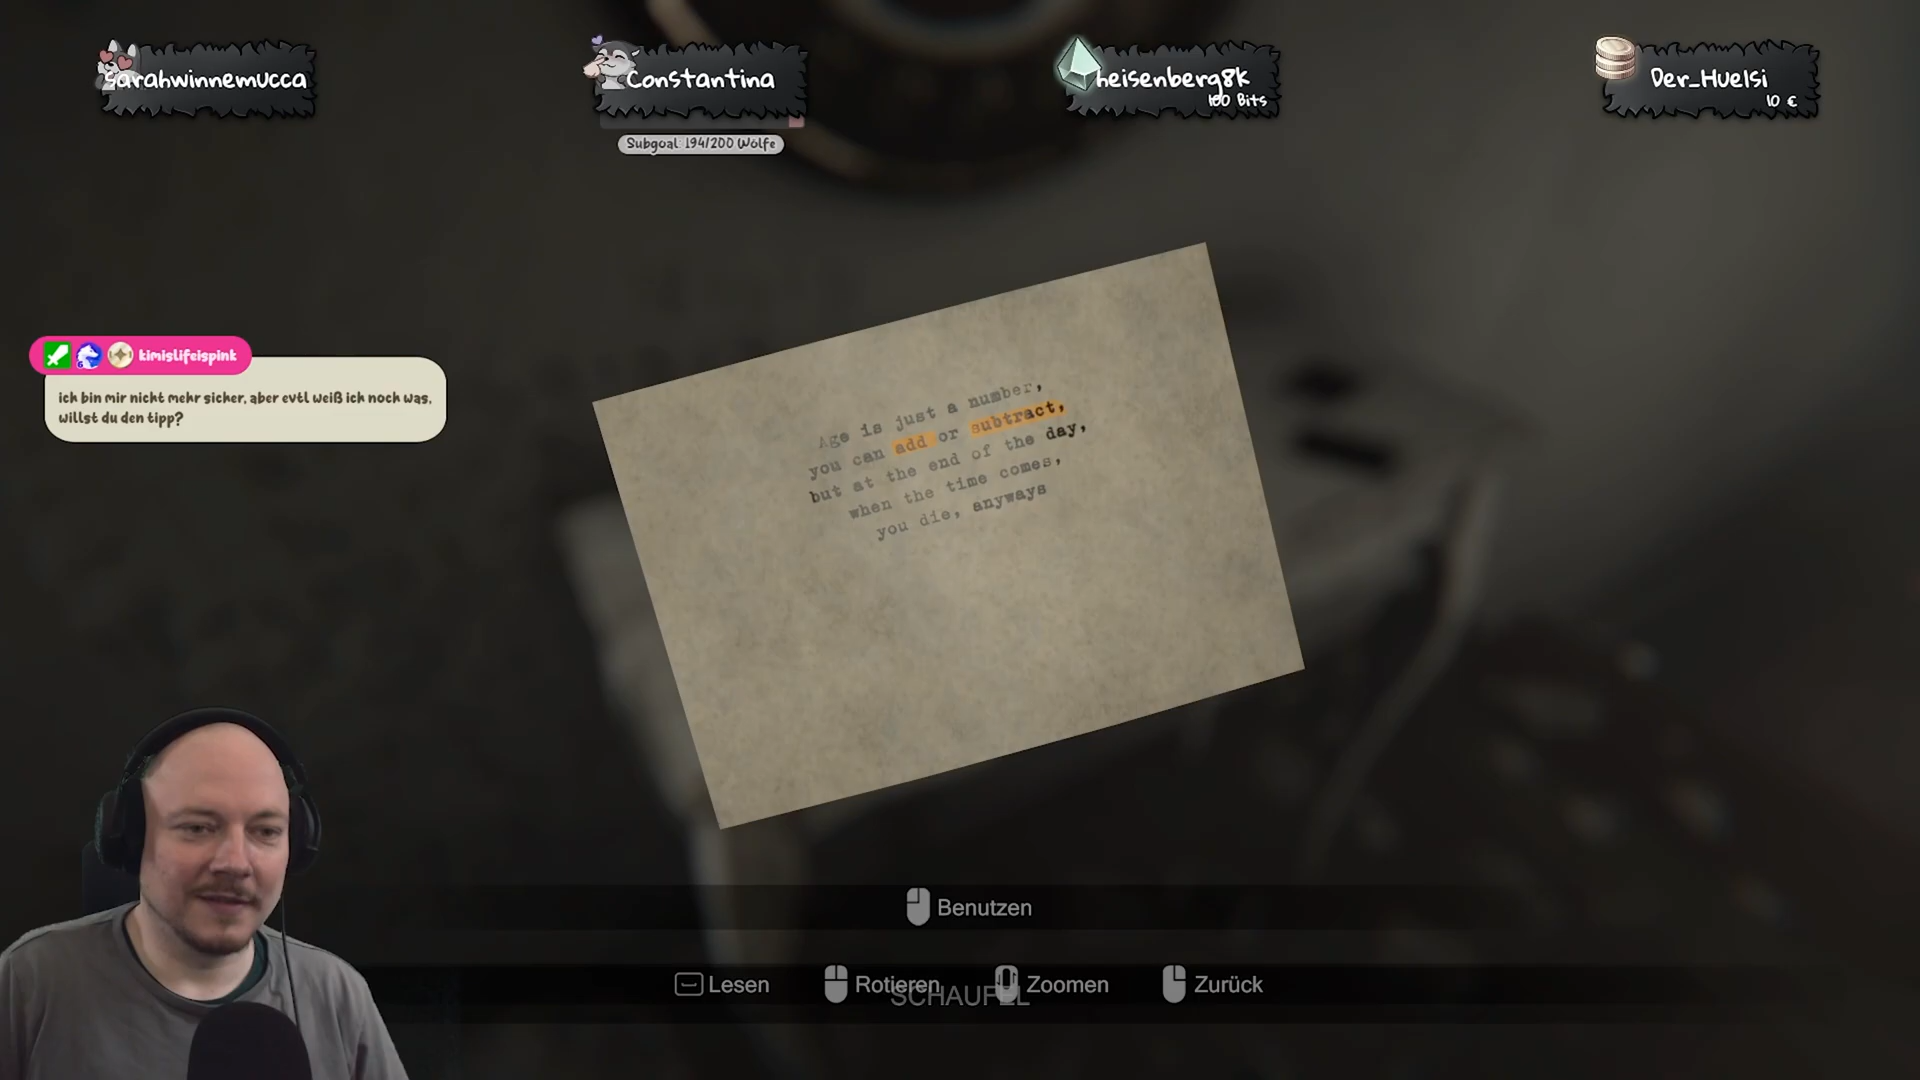 sarahwinnemucca
Constantina
heisenberg8k
100 Bits
Der_Huelsi
10 €
Subgoal: 194/200 Wölfe
kimislifeispink
ich bin mir nicht mehr sicher, aber evtl weiß ich noch was,
willst du den tipp?
Age is just a number,
you can add or subtract,
but at the end of the day,
when the time comes,
you die, anyways
Benutzen
Lesen
Rotieren
Zoomen
Zurück
SCHAUFEL